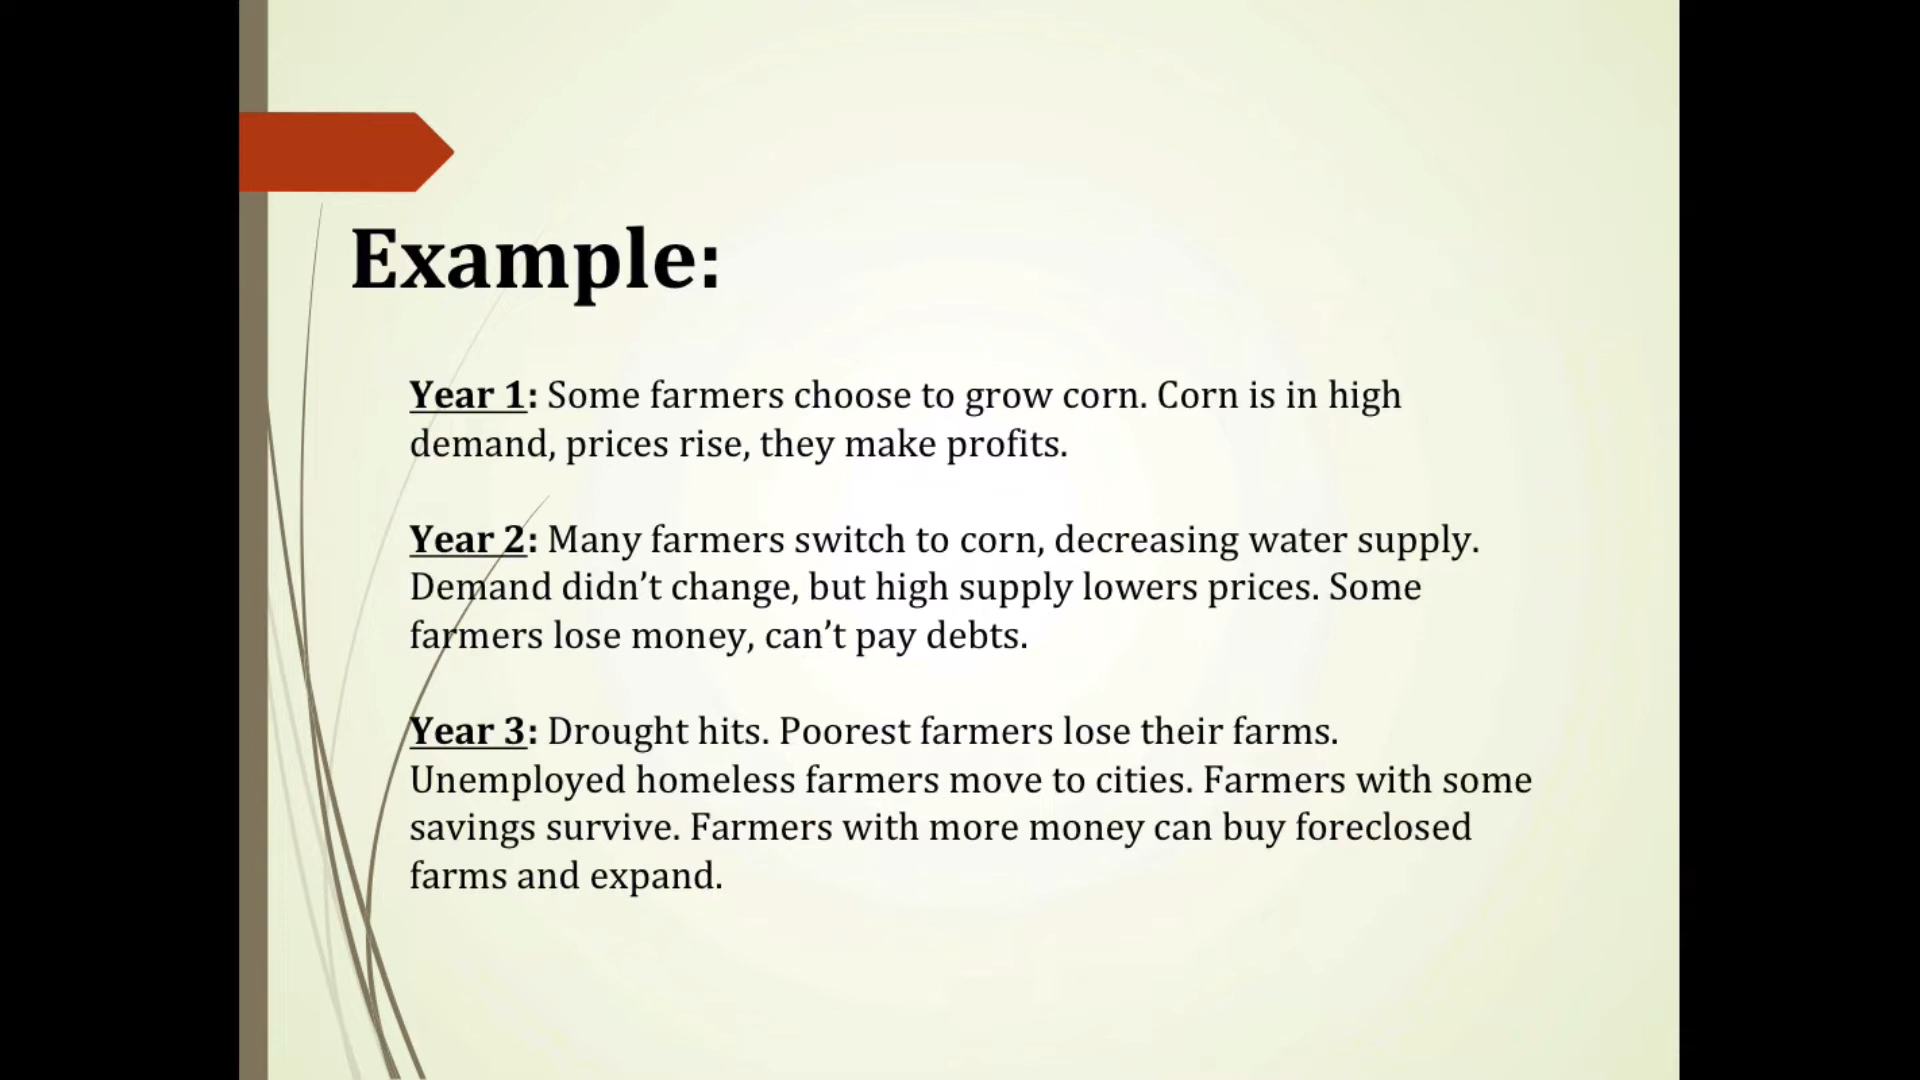 Example:
Year 1: Some farmers choose to grow corn. Corn is in high
demand, prices rise, they make profits.
Year 2: Many farmers switch to corn, decreasing water supply.
Demand didn’t change, but high supply lowers prices. Some
farmers lose money, can’t pay debts.
Year 3: Drought hits. Poorest farmers lose their farms.
Unemployed homeless farmers move to cities. Farmers with some
savings survive. Farmers with more money can buy foreclosed
farms and expand.